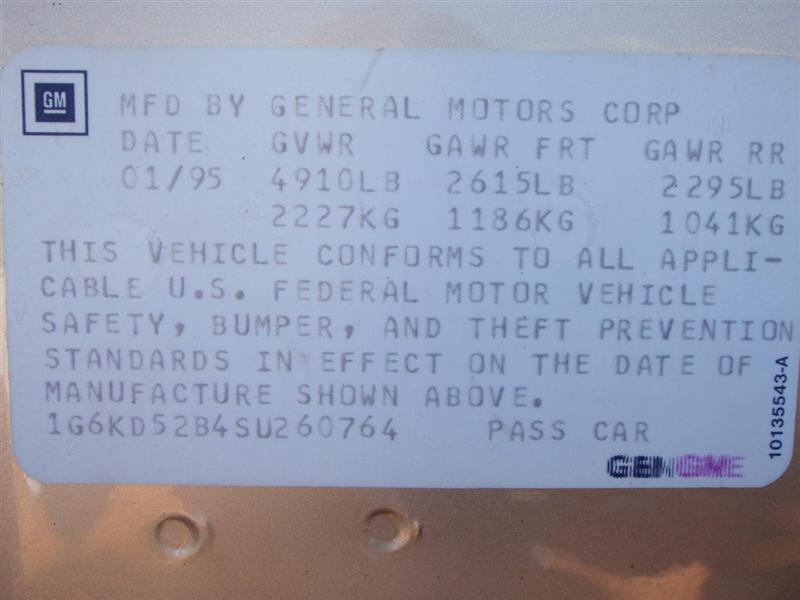 GM
MFD BY GENERAL MOTORS CORP
DATE GVWR GAWR FRT GAWR RR
01/95 4910LB 2615LB 2295LB
2227KG 1186KG 1041KG
THIS VEHICLE CONFORMS TO ALL APPLI-
CABLE U.S. FEDERAL MOTOR VEHICLE
SAFETY, BUMPER, AND THEFT PREVENTION
STANDARDS IN EFFECT ON THE DATE OF
MANUFACTURE SHOWN ABOVE.
1G6KD52B4SU260764 PASS CAR
10135543-A